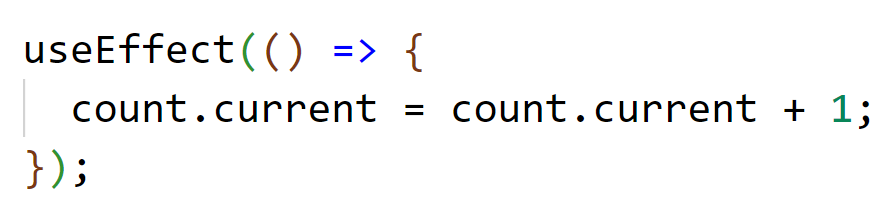 useEffect(() => {
  count.current = count.current + 1;
});